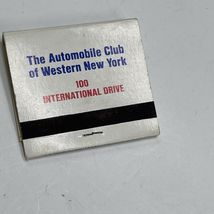 The Automobile Club
of Western New York
100
INTERNATIONAL DRIVE